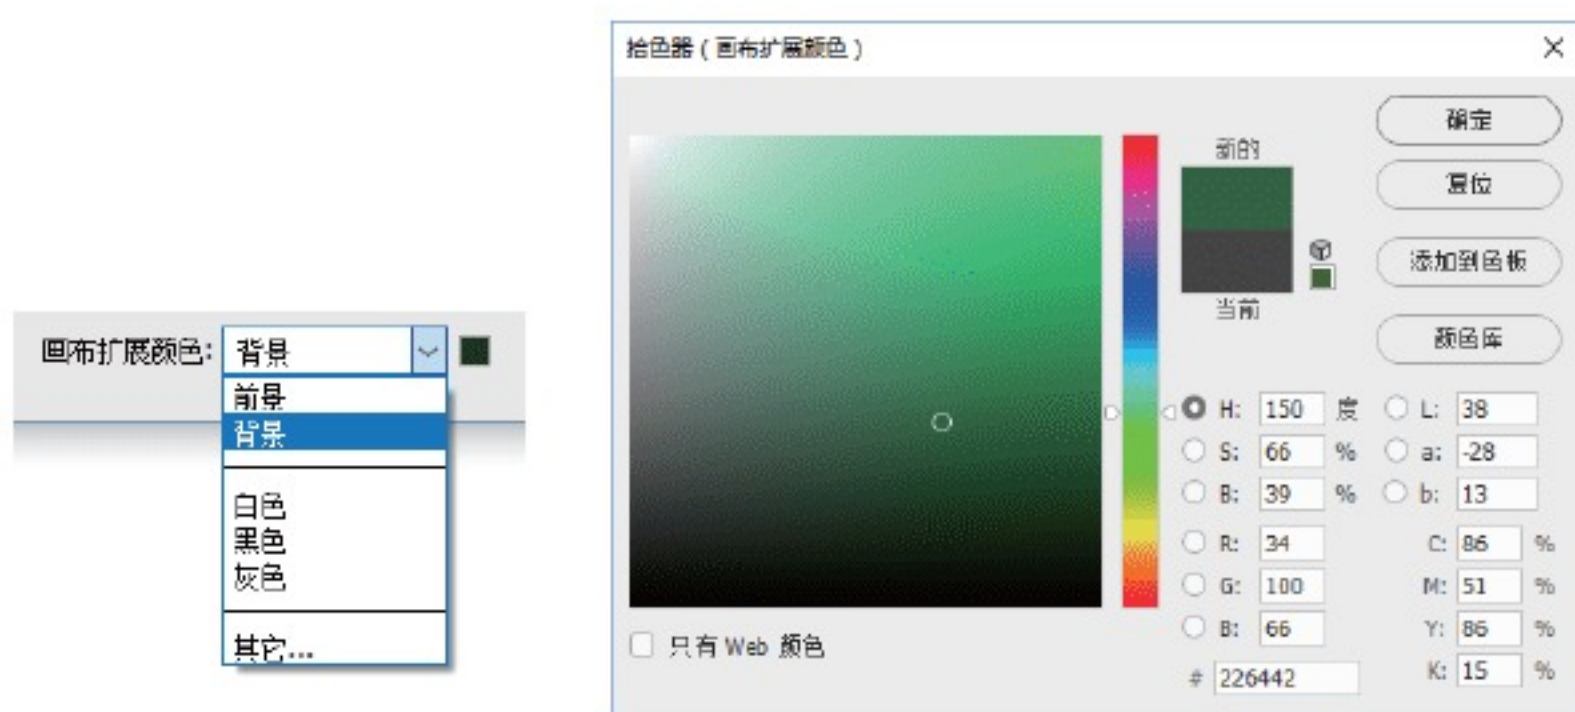 画布扩展颜色: 背景
前景
背景
白色
黑色
灰色
其它...
拾色器 ( 画布扩展颜色 )
新的
当前
确定
复位
添加到色板
颜色库
H: 150 度
S: 66 %
B: 39 %
R: 34
G: 100
B: 66
# 226442
L: 38
a: -28
b: 13
C: 86 %
M: 51 %
Y: 86 %
K: 15 %
只有 Web 颜色